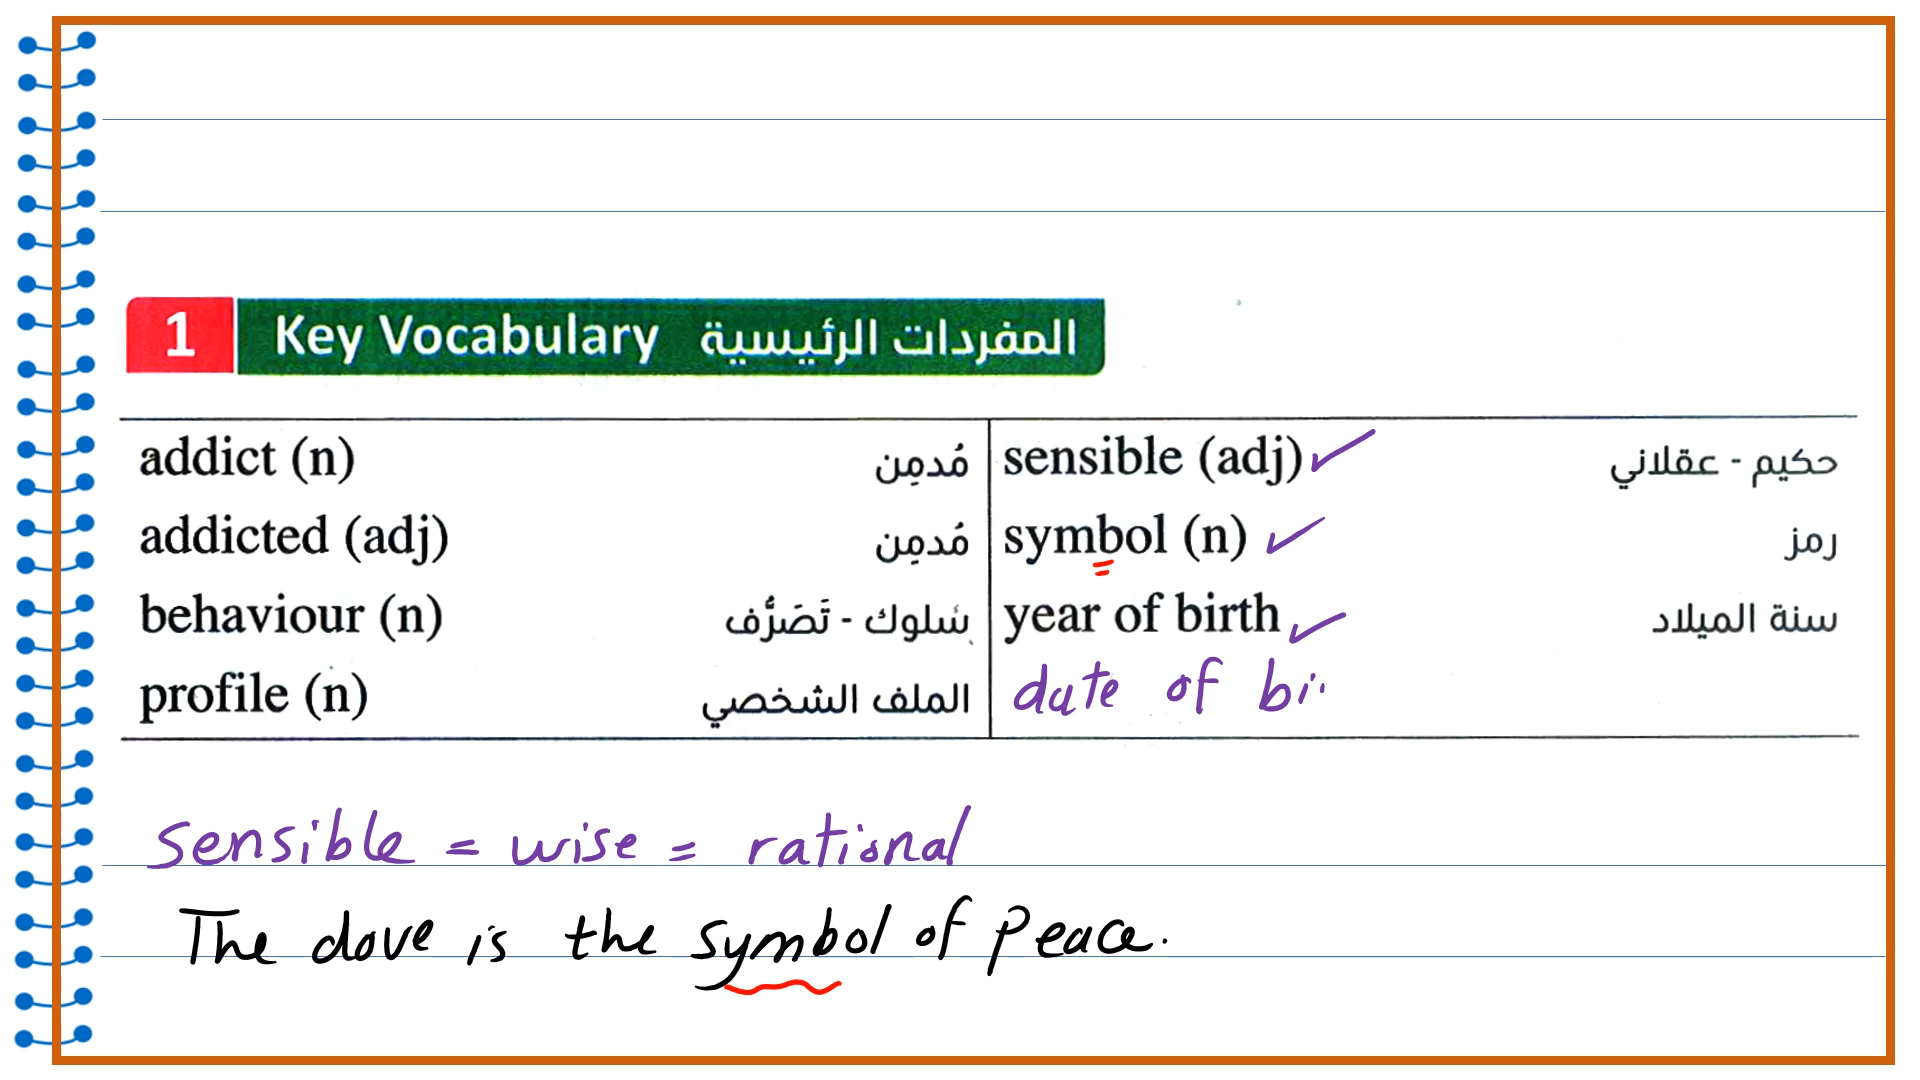 1 Key Vocabulary المفردات الرئيسية
addict (n) مُدمِن
addicted (adj) مُدمِن
behaviour (n) سُلوك - تَصَرُّف
profile (n) الملف الشخصي
sensible (adj) حكيم - عقلاني
symbol (n) رمز
year of birth سنة الميلاد
date of bi
sensible = wise = rational
The dove is the symbol of peace.